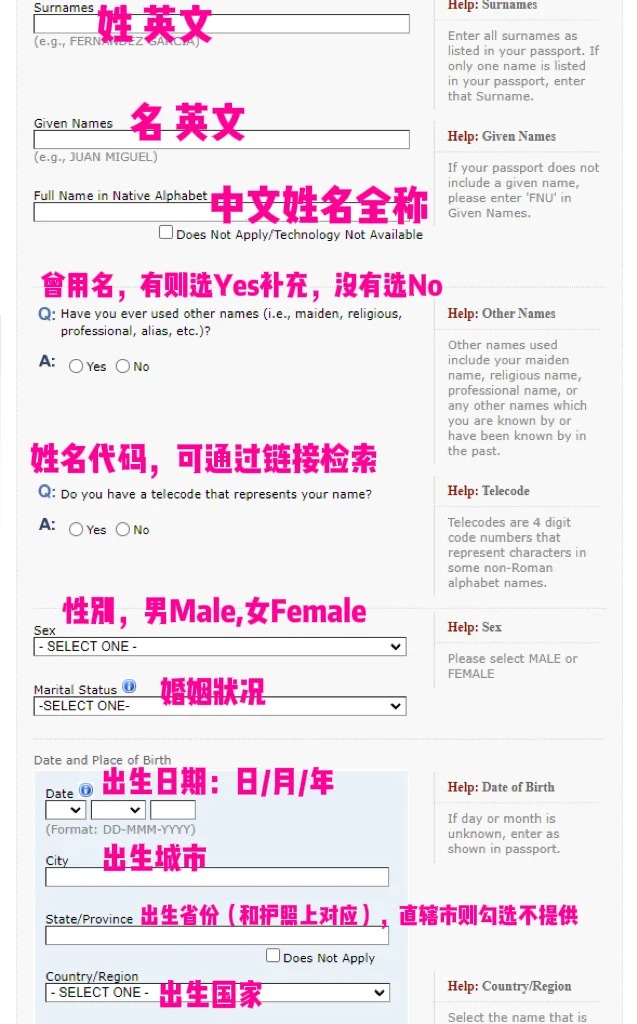 Surnames
姓 英文
(e.g., FERNANDEZ GARCIA)
Help: Surnames
Enter all surnames as
listed in your passport. If
only one name is listed
in your passport, enter
that Surname.
Given Names
名 英文
(e.g., JUAN MIGUEL)
Help: Given Names
If your passport does not
include a given name,
please enter 'FNU' in
Given Names.
Full Name in Native Alphabet
中文姓名全称
Does Not Apply/Technology Not Available
曾用名，有则选Yes补充，没有选No
Q: Have you ever used other names (i.e., maiden, religious,
professional, alias, etc.)?
A: Yes No
Help: Other Names
Other names used
include your maiden
name, religious name,
professional name, or
any other names which
you are known by or
have been known by in
the past.
姓名代码，可通过链接检索
Q: Do you have a telecode that represents your name?
A: Yes No
Help: Telecode
Telecodes are 4 digit
code numbers that
represent characters in
some non-Roman
alphabet names.
性别，男Male,女Female
Sex
- SELECT ONE -
Help: Sex
Please select MALE or
FEMALE
Marital Status
婚姻狀况
-SELECT ONE-
Date and Place of Birth
Date
出生日期：日/月/年
(Format: DD-MMM-YYYY)
Help: Date of Birth
If day or month is
unknown, enter as
shown in passport.
City
出生城市
State/Province
出生省份（和护照上对应），直辖市则勾选不提供
Does Not Apply
Country/Region
出生国家
- SELECT ONE -
Help: Country/Region
Select the name that is